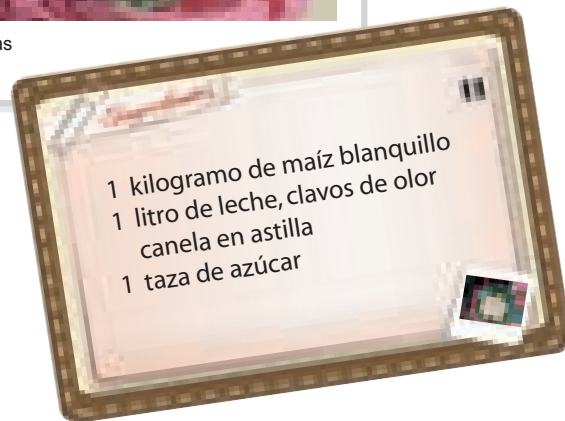 as
1 kilogramo de maíz blanquillo
1 litro de leche, clavos de olor
canela en astilla
1 taza de azúcar